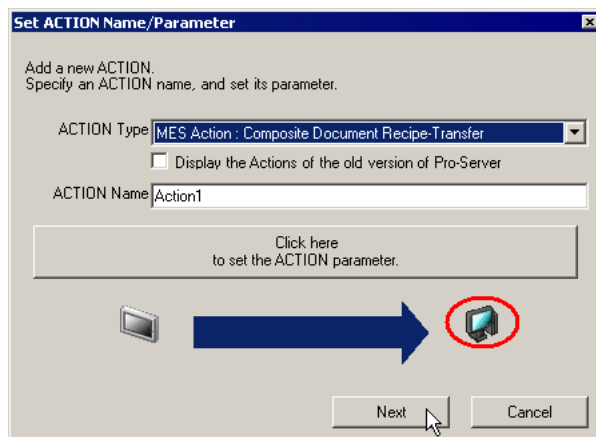 Set ACTION Name/Parameter
Add a new ACTION.
Specify an ACTION name, and set its parameter.
ACTION Type MES Action : Composite Document Recipe-Transfer
Display the Actions of the old version of Pro-Server
ACTION Name Action1
Click here
to set the ACTION parameter.
Next Cancel